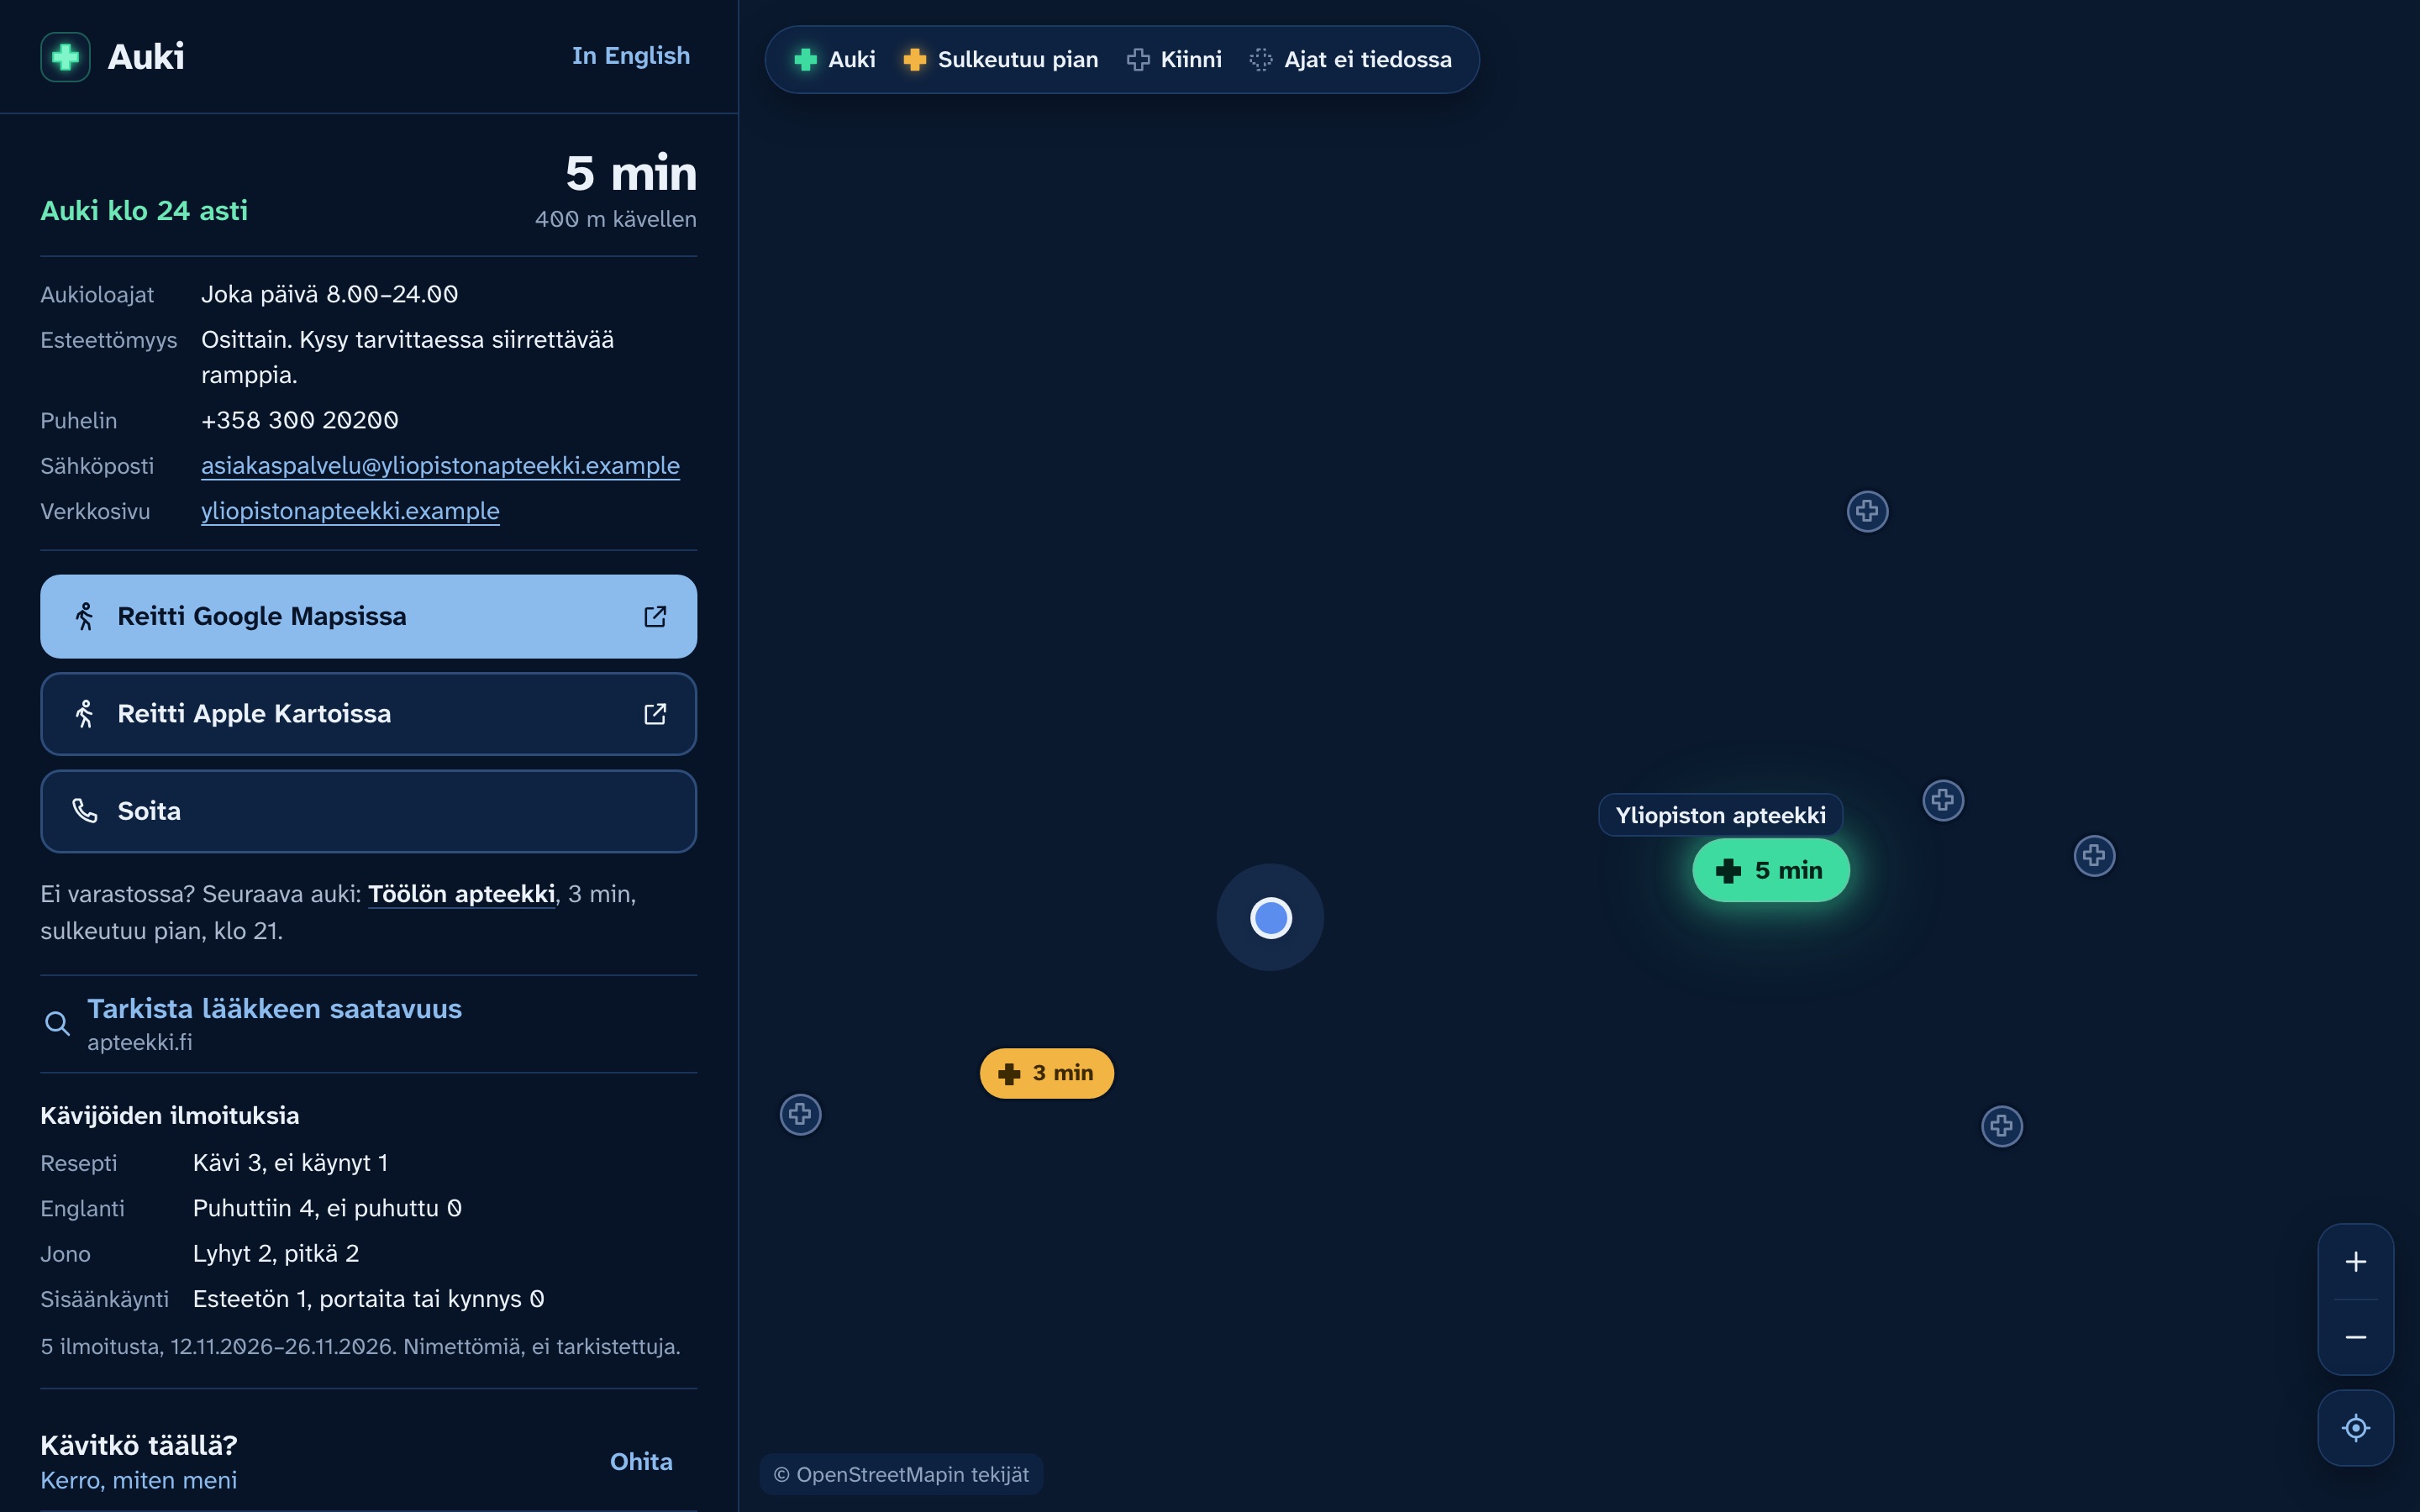 Auki
In English
5 min
Auki klo 24 asti
400 m kävellen
Aukioloajat Joka päivä 8.00–24.00
Esteettömyys Osittain. Kysy tarvittaessa siirrettävää
ramppia.
Puhelin +358 300 20200
Sähköposti asiakaspalvelu@yliopistonapteekki.example
Verkkosivu yliopistonapteekki.example
Reitti Google Mapsissa
Reitti Apple Kartoissa
Soita
Ei varastossa? Seuraava auki: Töölön apteekki, 3 min,
sulkeutuu pian, klo 21.
Tarkista lääkkeen saatavuus
apteekki.fi
Kävijöiden ilmoituksia
Resepti Kävi 3, ei käynyt 1
Englanti Puhuttiin 4, ei puhuttu 0
Jono Lyhyt 2, pitkä 2
Sisäänkäynti Esteetön 1, portaita tai kynnys 0
5 ilmoitusta, 12.11.2026–26.11.2026. Nimettömiä, ei tarkistettuja.
Kävitkö täällä?
Kerro, miten meni
Ohita
Auki Sulkeutuu pian Kiinni Ajat ei tiedossa
Yliopiston apteekki
5 min
3 min
+
−
© OpenStreetMapin tekijät